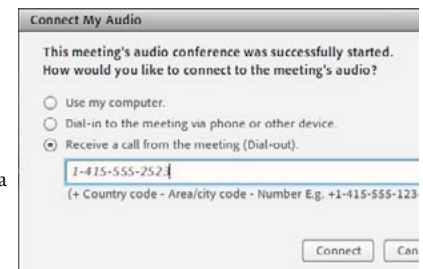 Connect My Audio
This meeting's audio conference was successfully started.
How would you like to connect to the meeting's audio?
Use my computer.
Dial-in to the meeting via phone or other device.
Receive a call from the meeting (Dial-out).
a
1-415-555-2523
(+ Country code - Area/city code - Number E.g. +1-415-555-123
Connect
Can